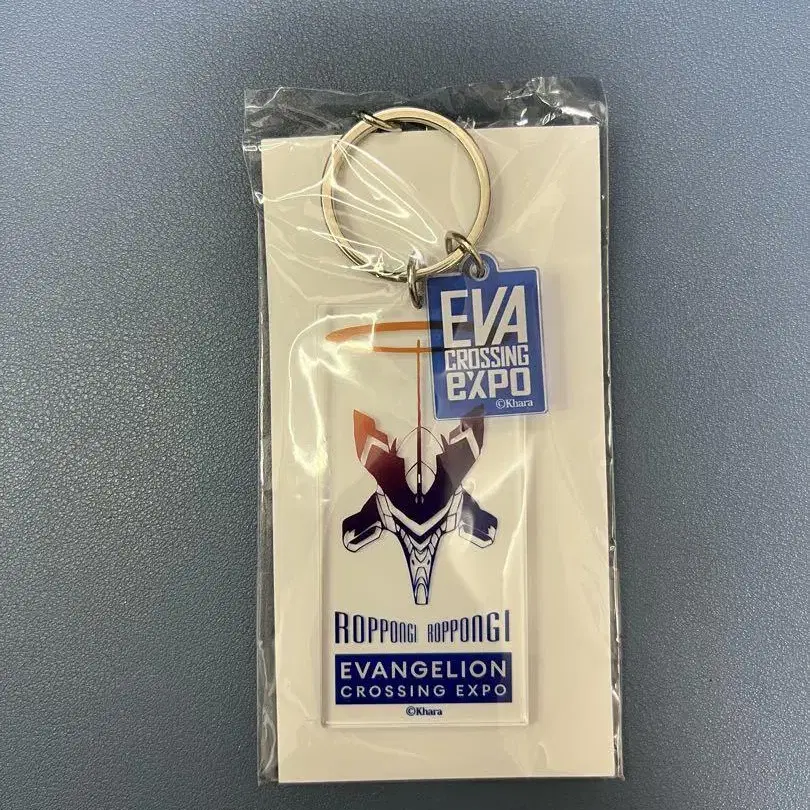 EVA
CROSSING
eXPO
©Khara
ROPPONGI ROPPONGI
EVANGELION
CROSSING EXPO
©Khara